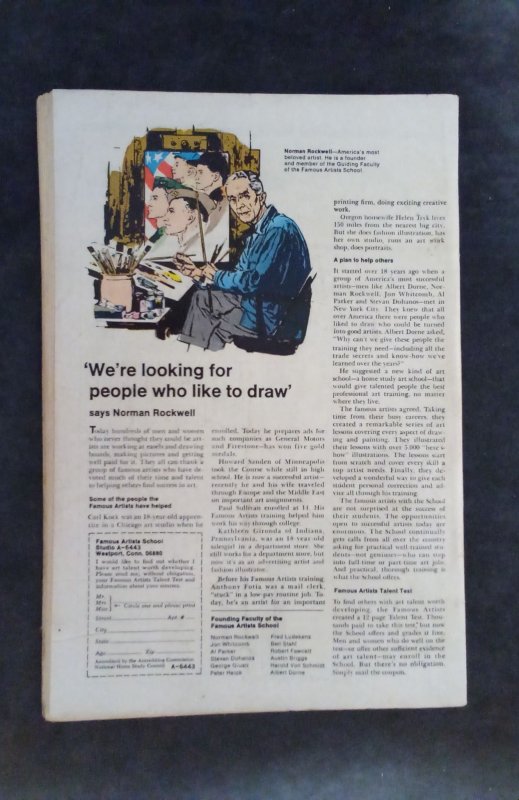 Norman Rockwell—America's most
beloved artist. He is a founder
and member of the Guiding Faculty
of the Famous Artists School.
'We're looking for
people who like to draw'
says Norman Rockwell
Today hundreds of men and women
who never thought they could be art-
ists are working at easels and drawing
boards, making pictures and getting
well paid for it. They all can thank a
group of famous artists who have de-
voted much of their time and talent
to helping others find success in art.
Some of the people the
Famous Artists have helped
Carl Knek was an 18-year-old appren-
tice in a Chicago art studio when he
Famous Artists School
Studio A-6443
Westport, Conn. 06880
I would like to find out whether I
have art talent worth developing.
Please send me, without obligation,
your Famous Artists Talent Test and
information about your courses.
Mr.
Mrs.
Miss
Circle one and please print
Street Apt. #
City
State
Age Zip
Accredited by the Accrediting Commission,
National Home Study Council. A-6443
enrolled. Today he prepares ads for
such companies as General Motors
and Firestone—has won five gold
medals.
Howard Sanden of Minneapolis
took the Course while still in high
school. He is now a successful artist—
recently he and his wife traveled
through Europe and the Middle East
on important art assignments.
Paul Sullivan enrolled at 14. His
Famous Artists training helped him
work his way through college.
Kathleen Gironda of Indiana,
Pennsylvania, was an 18-year-old
salesgirl in a department store. She
still works for a department store, but
now it's as an advertising artist and
fashion illustrator.
Before his Famous Artists training,
Anthony Fotia was a mail clerk,
"stuck" in a low-pay routine job. To-
day, he's an artist for an important
Founding Faculty of the
Famous Artists School
Norman Rockwell
Jon Whitcomb
Al Parker
Stevan Dohanos
George Giusti
Peter Helck
Fred Ludekens
Ben Stahl
Robert Fawcett
Austin Briggs
Harold Von Schmidt
Albert Dorne
printing firm, doing exciting creative
work.
Oregon housewife Helen lives
150 miles from the nearest big city.
But she does fashion illustration, has
her own studio, runs an art
shop, does portraits.
A plan to help others
It started over 18 years ago when a
group of America's most successful
artists—men like Albert Dorne, Nor-
man Rockwell, Jon Whitcomb, Al
Parker and Stevan Dohanos—met in
New York City. They knew that all
over America there were people who
liked to draw who could be turned
into good artists. Albert Dorne asked,
"Why can't we give these people the
training they need—including all the
trade secrets and know-how we've
learned over the years?"
He suggested a new kind of art
school—a home study art school—that
would give talented people the best
professional art training, no matter
where they live.
The famous artists agreed. Taking
time from their busy careers, they
created a remarkable series of art
lessons covering every aspect of draw-
ing and painting. They illustrated
their lessons with over 5,000 "here's
how" illustrations. The lessons start
from scratch and cover every skill a
top artist needs. Finally, they de-
veloped a wonderful way to give each
student personal correction and ad-
vice all through his training.
The famous artists with the School
are not surprised at the success of
their students. The opportunities
open to successful artists today are
enormous. The School continually
gets calls from all over the country
asking for practical well-trained stu-
dents—not geniuses—who can step
into full-time or part-time art jobs.
And practical, thorough training is
what the School offers.
Famous Artists Talent Test
To find others with art talent worth
developing, the Famous Artists
created a 12-page Talent Test. Thou-
sands paid to take this test, but now
the School offers and grades it free.
Men and women who do well on the
test—or offer other sufficient evidence
of art talent—may enroll in the
School. But there's no obligation.
Simply mail the coupon.